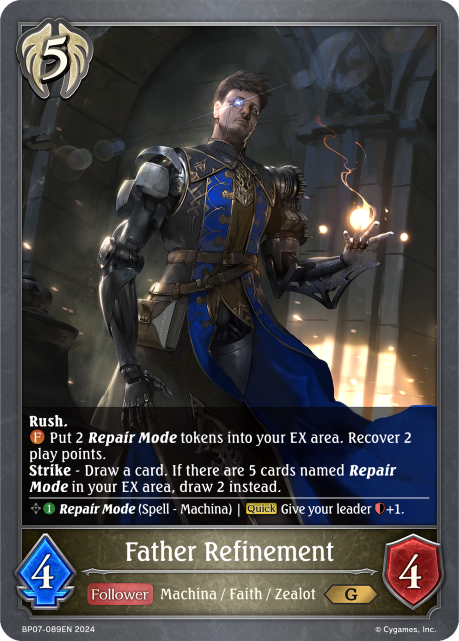 5
Rush.
F Put 2 Repair Mode tokens into your EX area. Recover 2
play points.
Strike - Draw a card. If there are 5 cards named Repair
Mode in your EX area, draw 2 instead.
1 Repair Mode (Spell - Machina) | Quick Give your leader +1.
Father Refinement
4
Follower Machina / Faith / Zealot G
4
BP07-089EN 2024 © Cygames, Inc.